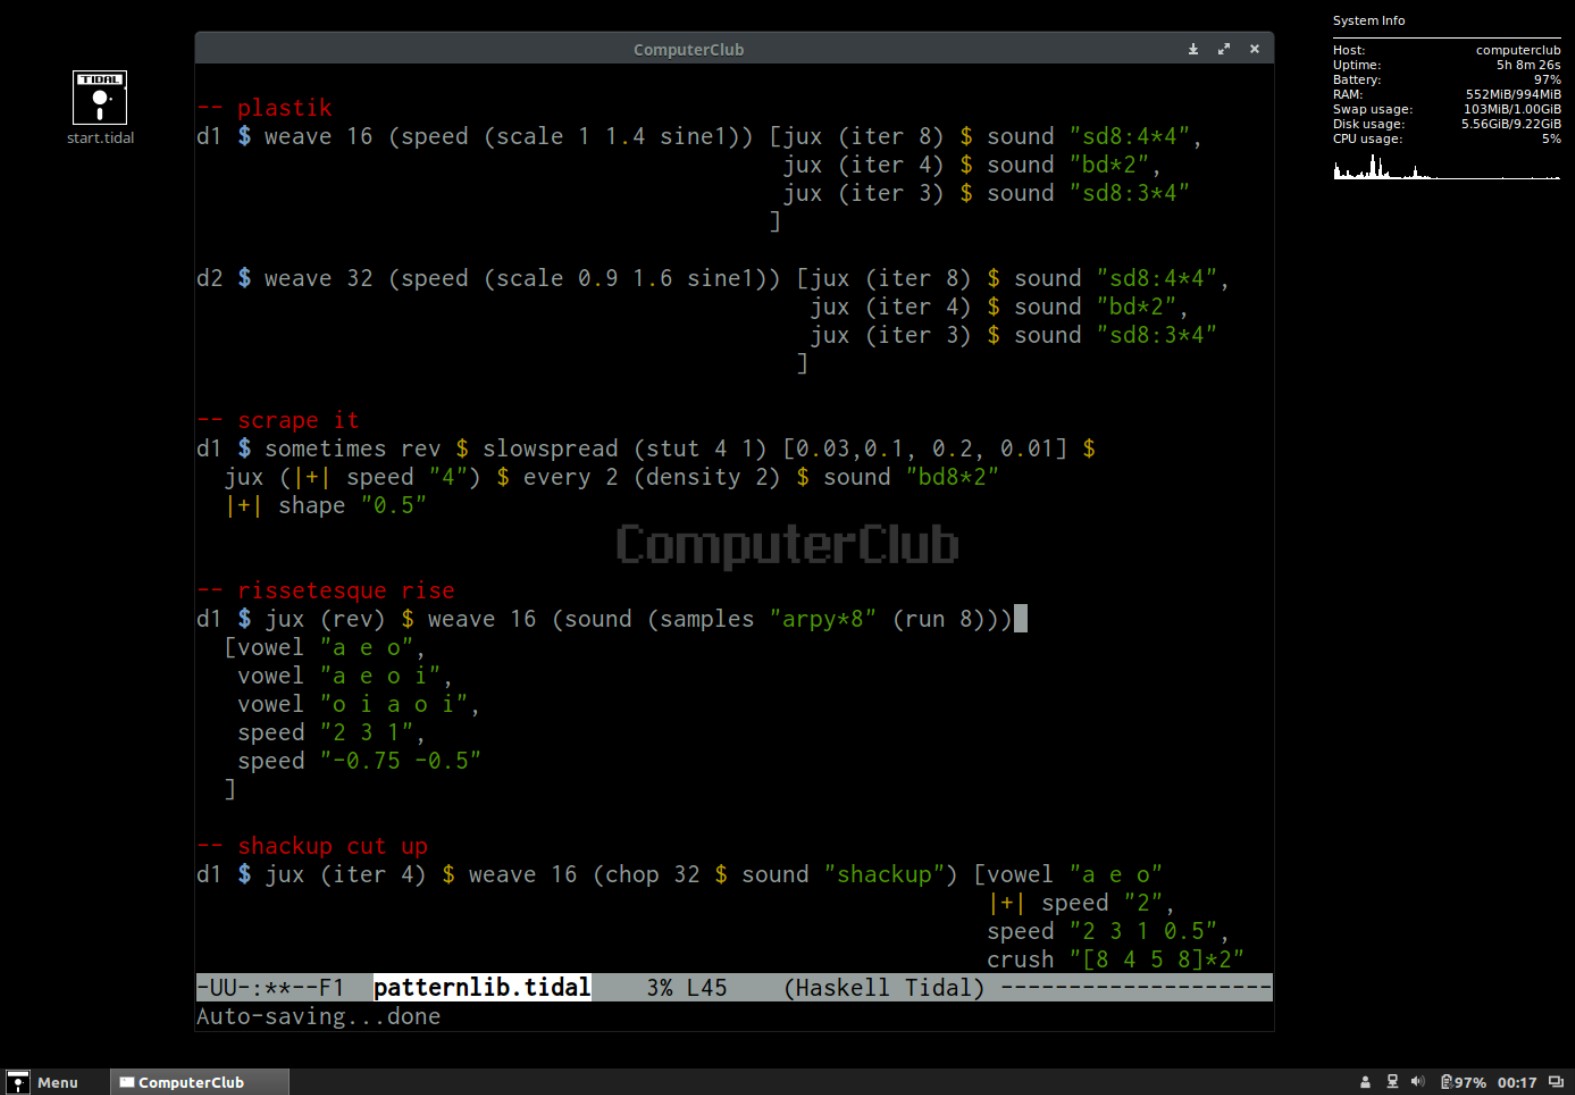 TIDAL
start.tidal
ComputerClub
-- plastik
d1 $ weave 16 (speed (scale 1 1.4 sine1)) [jux (iter 8) $ sound "sd8:4*4",
jux (iter 4) $ sound "bd*2",
jux (iter 3) $ sound "sd8:3*4"
]
d2 $ weave 32 (speed (scale 0.9 1.6 sine1)) [jux (iter 8) $ sound "sd8:4*4",
jux (iter 4) $ sound "bd*2",
jux (iter 3) $ sound "sd8:3*4"
]
-- scrape it
d1 $ sometimes rev $ slowspread (stut 4 1) [0.03,0.1, 0.2, 0.01] $
jux (|+| speed "4") $ every 2 (density 2) $ sound "bd8*2"
|+| shape "0.5"
ComputerClub
-- rissetesque rise
d1 $ jux (rev) $ weave 16 (sound (samples "arpy*8" (run 8)))
[vowel "a e o",
vowel "a e o i",
vowel "o i a o i",
speed "2 3 1",
speed "-0.75 -0.5"
]
-- shackup cut up
d1 $ jux (iter 4) $ weave 16 (chop 32 $ sound "shackup") [vowel "a e o"
|+| speed "2",
speed "2 3 1 0.5",
crush "[8 4 5 8]*2"
-UU-:**--F1 patternlib.tidal 3% L45 (Haskell Tidal) --------------------
Auto-saving...done
System Info
Host: computerclub
Uptime: 5h 8m 26s
Battery: 97%
RAM: 552MiB/994MiB
Swap usage: 103MiB/1.00GiB
Disk usage: 5.56GiB/9.22GiB
CPU usage: 5%
Menu
ComputerClub
97% 00:17